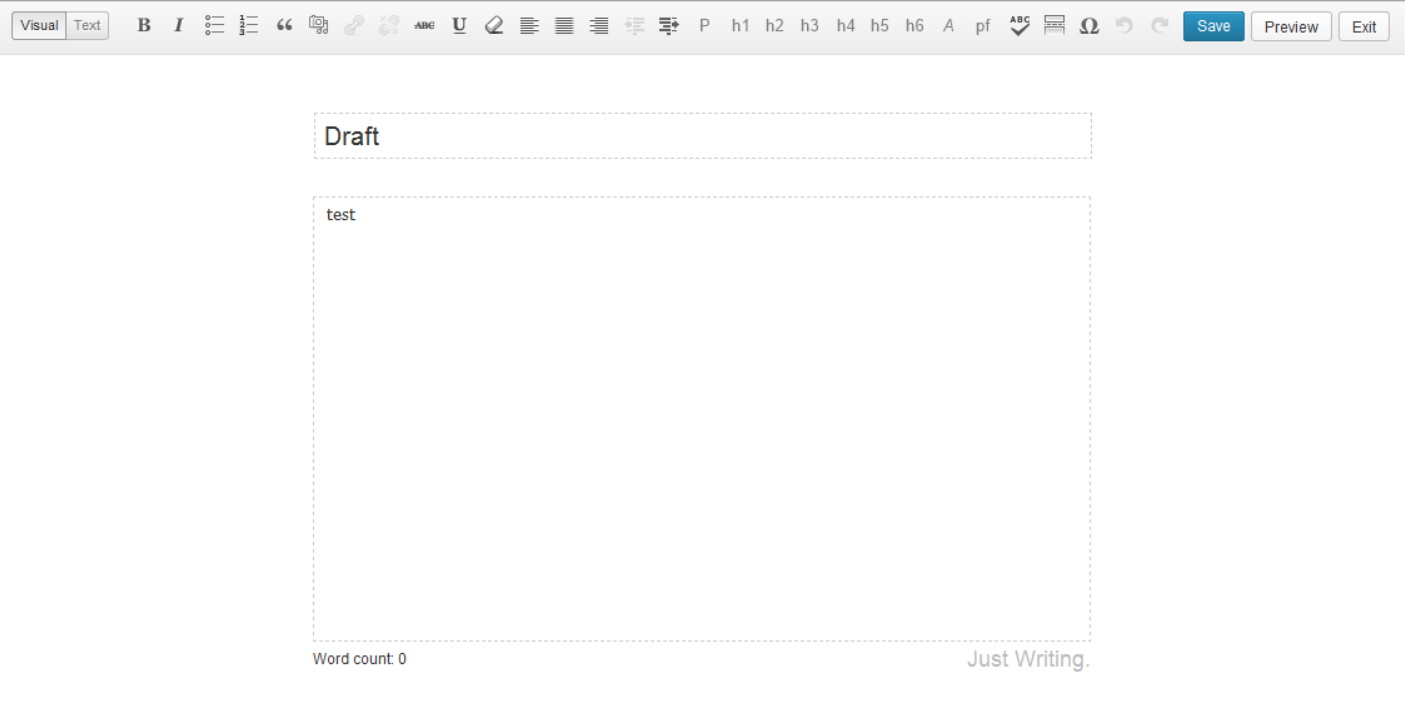 Visual Text B I “ ABC U P h1 h2 h3 h4 h5 h6 A pf ABC Ω Save Preview Exit
Draft
test
Word count: 0 Just Writing.